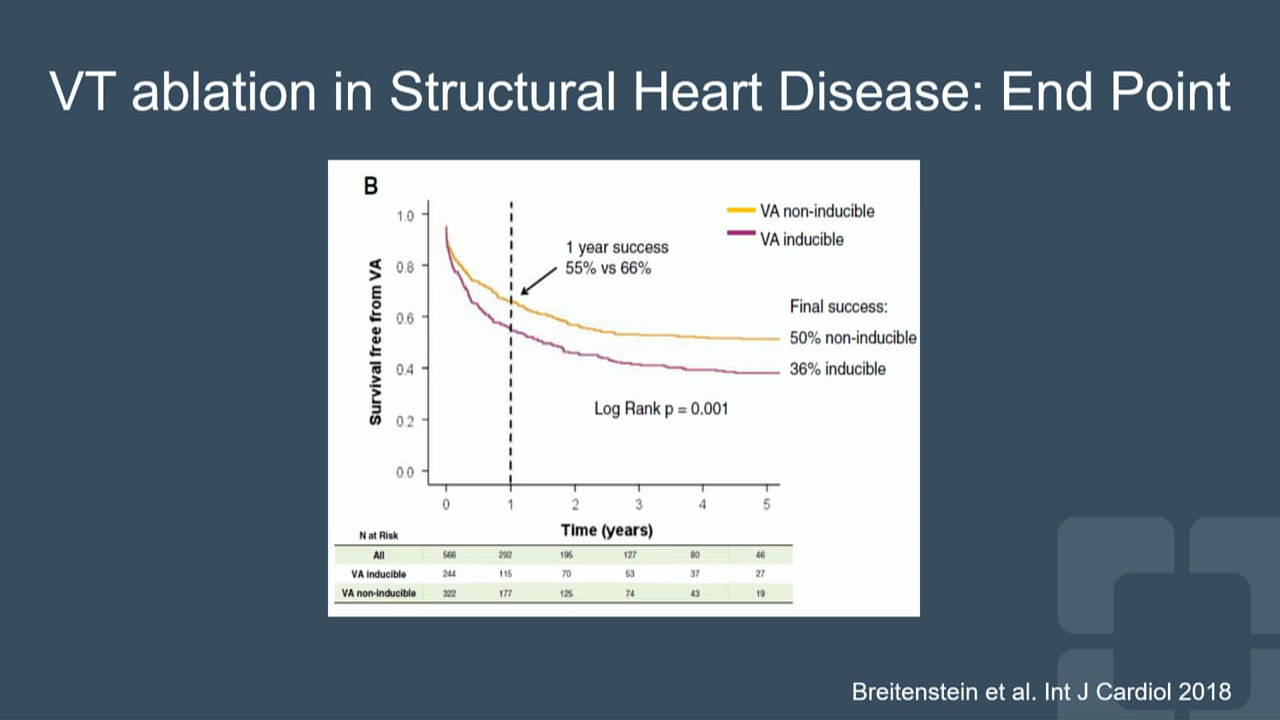 VT ablation in Structural Heart Disease: End Point
B
VA non-inducible
VA inducible
1 year success
55% vs 66%
Final success:
50% non-inducible
36% inducible
Log Rank p = 0.001
Survival free from VA
1.0
0.8
0.6
0.4
0.2
0.0
0 1 2 3 4 5
Time (years)
N at Risk
All 566 292 195 127 80 46
VA inducible 244 115 70 53 37 27
VA non-inducible 322 177 125 74 43 19
Breitenstein et al. Int J Cardiol 2018